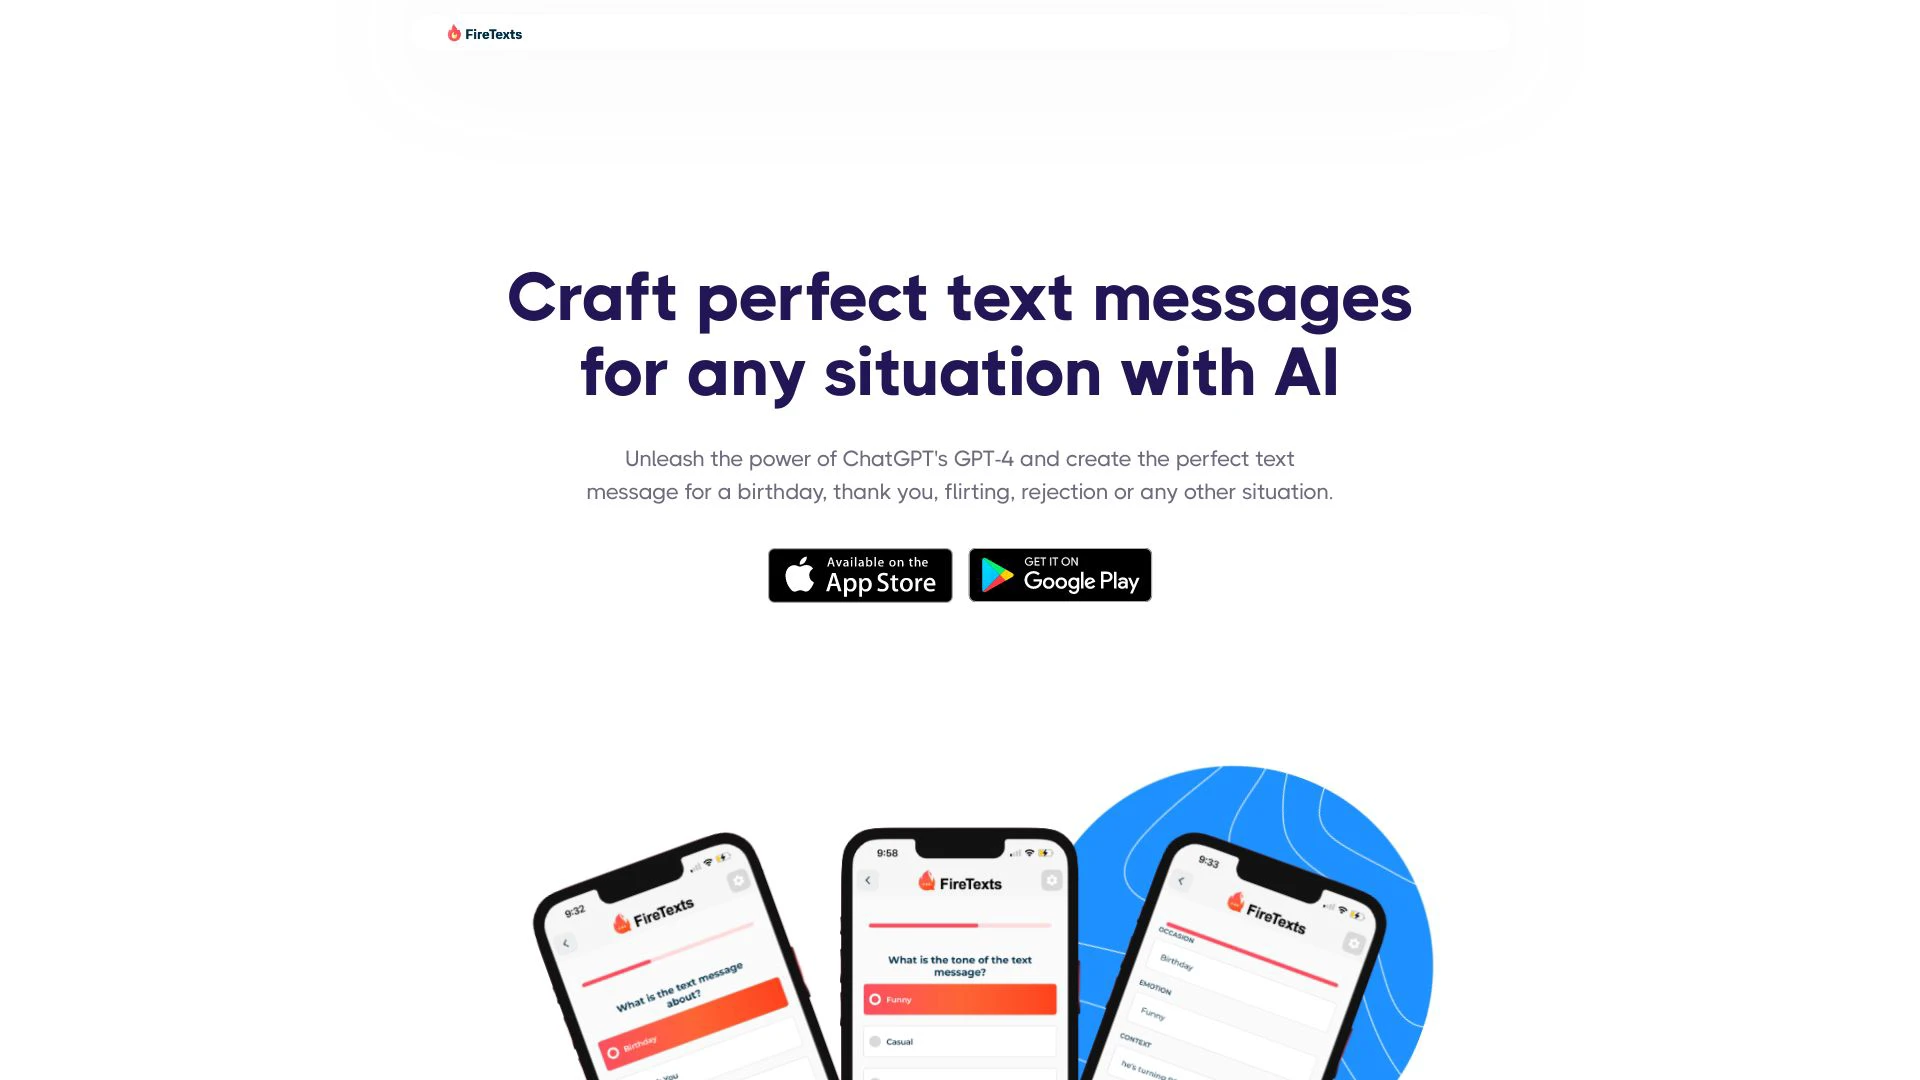 FireTexts
Craft perfect text messages
for any situation with AI
Unleash the power of ChatGPT's GPT-4 and create the perfect text
message for a birthday, thank you, flirting, rejection or any other situation.
Available on the
App Store
GET IT ON
Google Play
9:32
FireTexts
What is the text message
about?
Birthday
You
9:58
FireTexts
What is the tone of the text
message?
Funny
Casual
9:33
FireTexts
OCCASION
Birthday
EMOTION
Funny
CONTEXT
he's turning